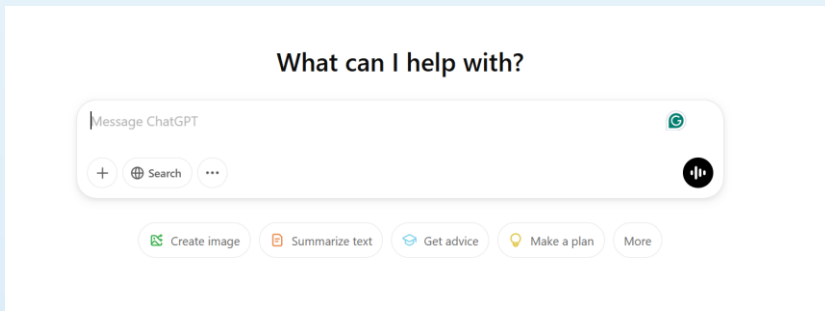 What can I help with?
Message ChatGPT
Search
Create image Summarize text Get advice Make a plan More